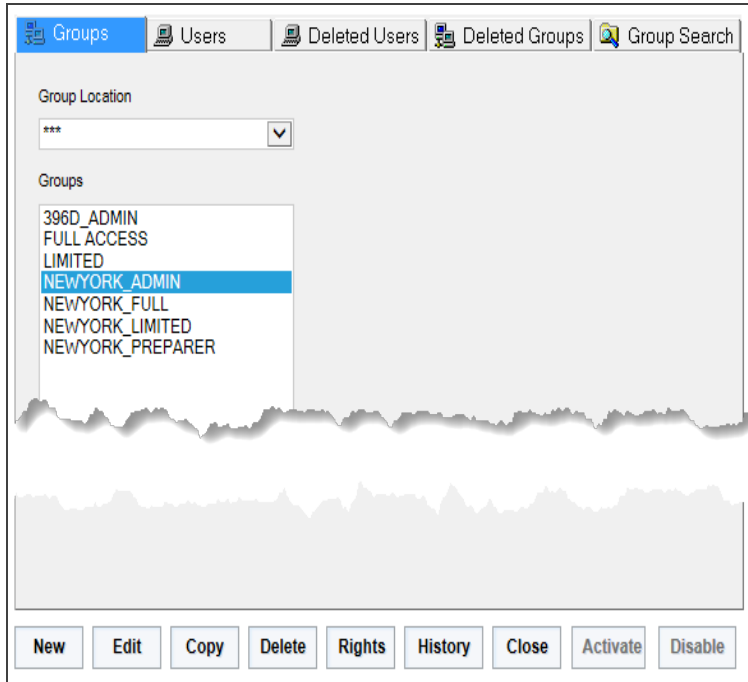 Groups Users Deleted Users Deleted Groups Group Search
Group Location
***
Groups
396D_ADMIN
FULL ACCESS
LIMITED
NEWYORK_ADMIN
NEWYORK_FULL
NEWYORK_LIMITED
NEWYORK_PREPARER
New Edit Copy Delete Rights History Close Activate Disable